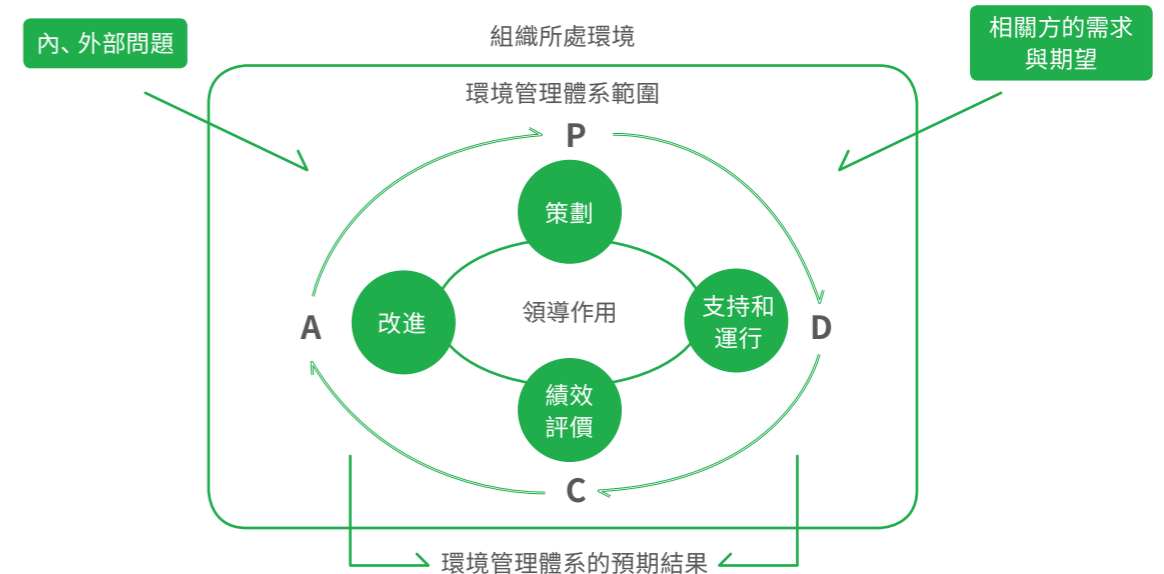 內、外部問題
組織所處環境
相關方的需求
與期望
環境管理體系範圍
P
策劃
A
改進
領導作用
支持和
運行
D
績效
評價
C
環境管理體系的預期結果